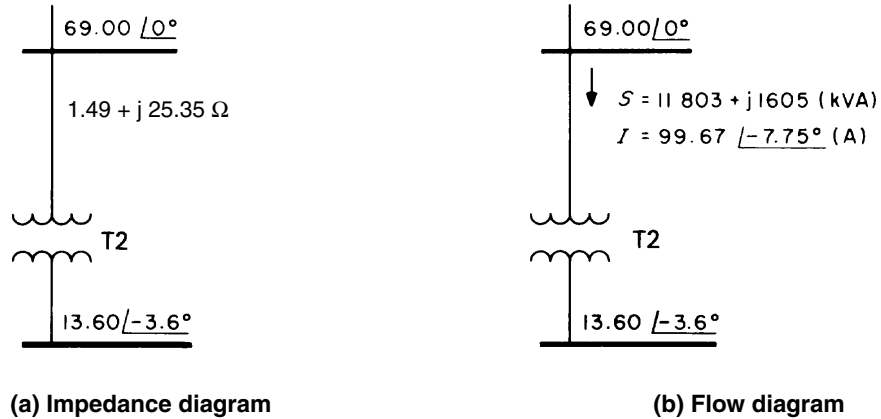 69.00 /0°
1.49 + j 25.35 Ω
T2
13.60 /-3.6°
(a) Impedance diagram
69.00 /0°
S = 11 803 + j 1605 (kVA)
I = 99.67 /-7.75° (A)
T2
13.60 /-3.6°
(b) Flow diagram